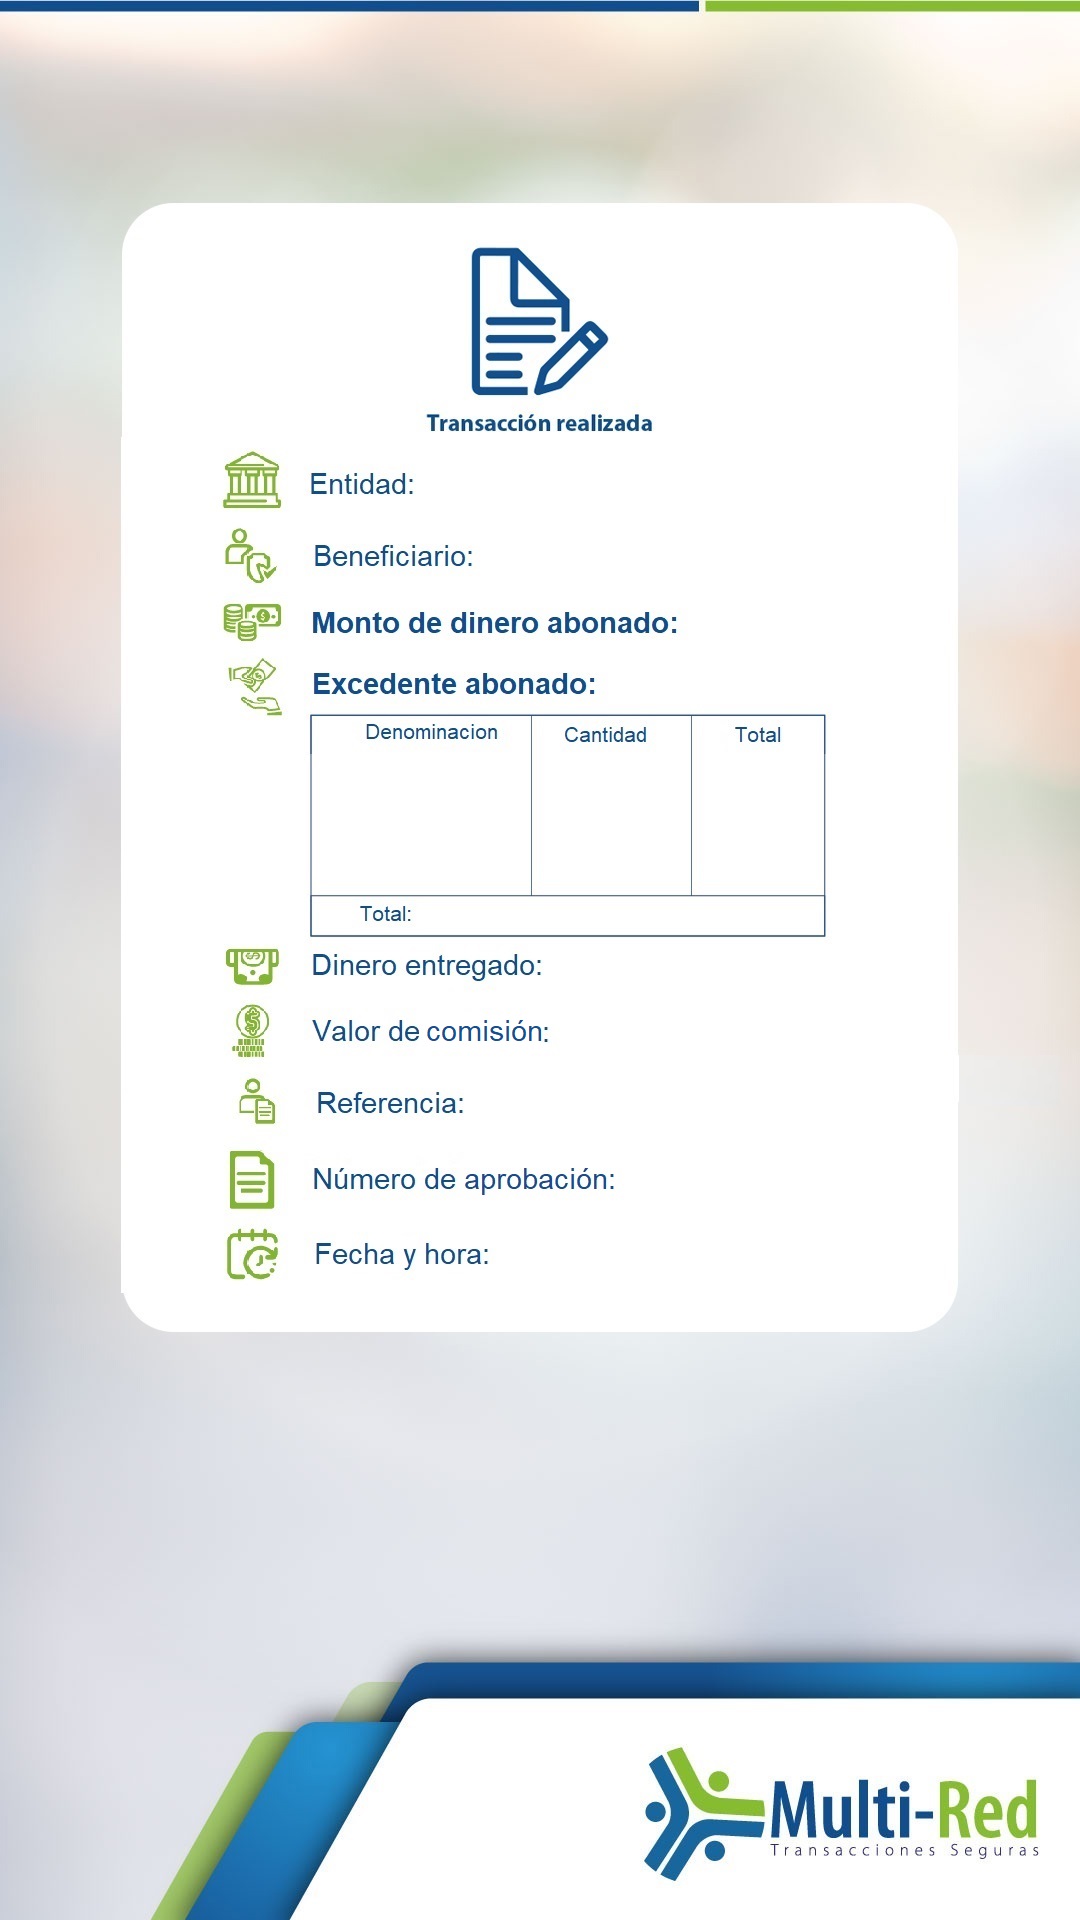 Transacción realizada
Entidad:
Beneficiario:
Monto de dinero abonado:
Excedente abonado:
Denominacion Cantidad Total
Total:
Dinero entregado:
Valor de comisión:
Referencia:
Número de aprobación:
Fecha y hora:
Multi-Red
Transacciones Seguras